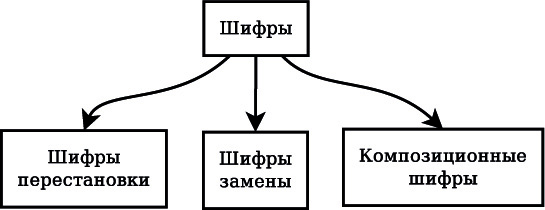 Шифры
Шифры
перестановки
Шифры
замены
Композиционные
шифры